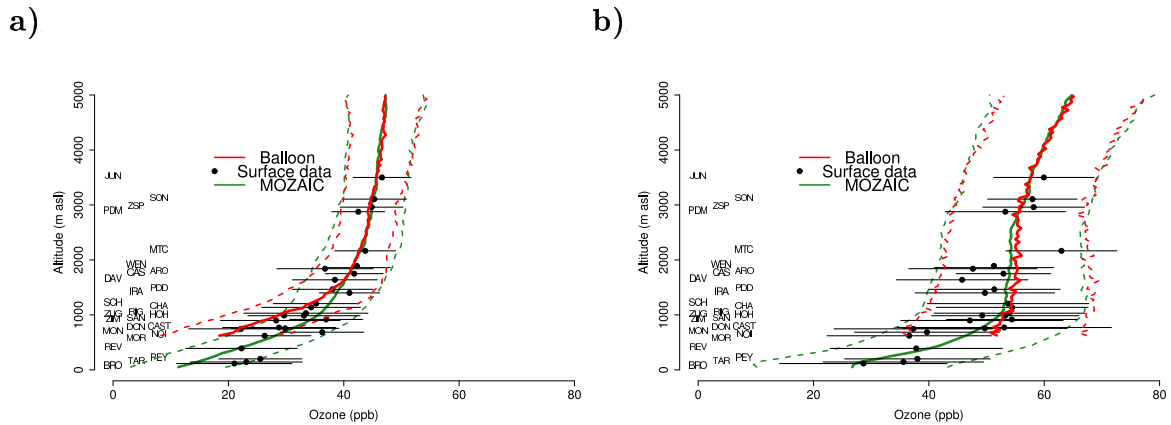 a)
Altitude (m asl)
5000
4000
3000
2000
1000
0
Balloon
Surface data
MOZAIC
JUN
SON
ZSP
PDM
MTC
WEN
CAS ARO
DAV
PDD
IRA
SCH
CHA
ZUG RIG HOH
ZIM SAN
DON CAST
MON NOI
MOR
REV
PEY
TAR
BRO
0 20 40 60 80
Ozone (ppb)
b)
Altitude (m asl)
5000
4000
3000
2000
1000
0
Balloon
Surface data
MOZAIC
JUN
SON
ZSP
PDM
MTC
WEN
CAS ARO
DAV
PDD
IRA
SCH
CHA
ZUG RIG HOH
ZIM SAN
DON CAST
MON NOI
MOR
REV
PEY
TAR
BRO
0 20 40 60 80
Ozone (ppb)